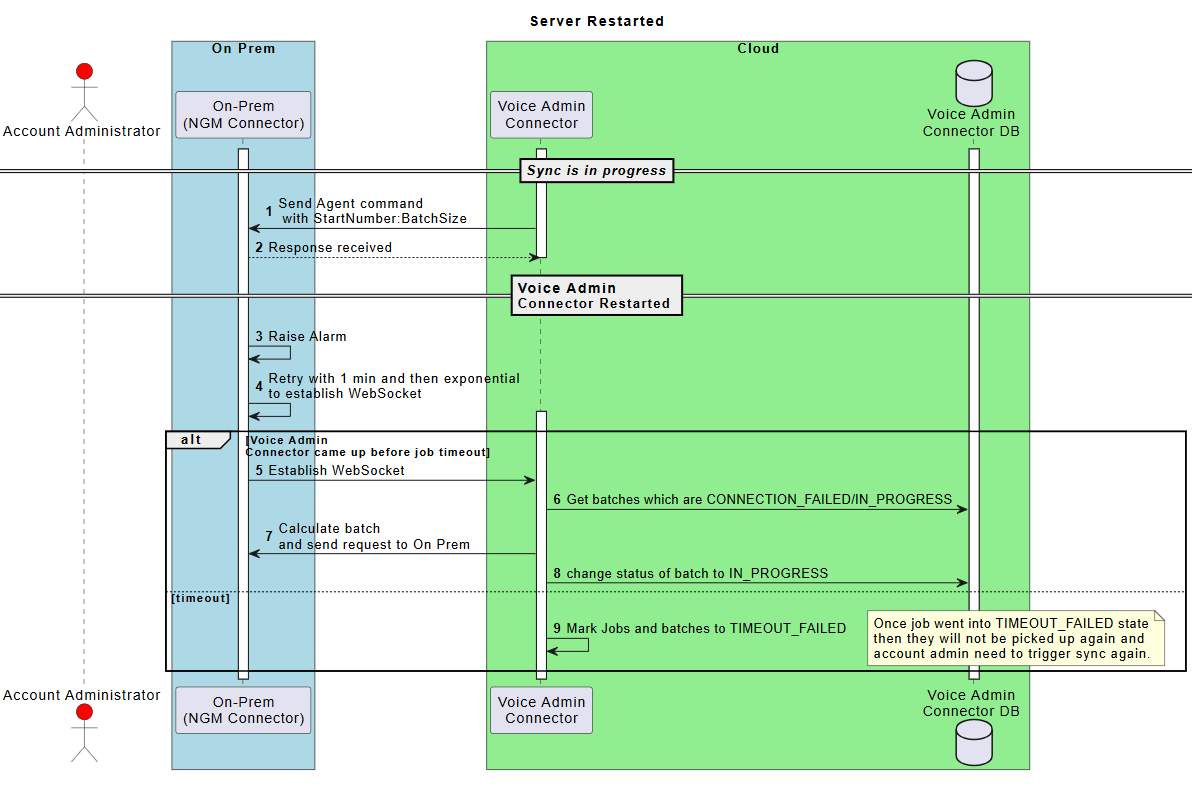 Server Restarted
On Prem
Cloud
Account Administrator
On-Prem
(NGM Connector)
Voice Admin
Connector
Voice Admin
Connector DB
Sync is in progress
1 Send Agent command
with StartNumber:BatchSize
2 Response received
Voice Admin
Connector Restarted
3 Raise Alarm
4 Retry with 1 min and then exponential
to establish WebSocket
alt
[Voice Admin
Connector came up before job timeout]
5 Establish WebSocket
6 Get batches which are CONNECTION_FAILED/IN_PROGRESS
7 Calculate batch
and send request to On Prem
8 change status of batch to IN_PROGRESS
[timeout]
9 Mark Jobs and batches to TIMEOUT_FAILED
Once job went into TIMEOUT_FAILED state
then they will not be picked up again and
account admin need to trigger sync again.
Account Administrator
On-Prem
(NGM Connector)
Voice Admin
Connector
Voice Admin
Connector DB